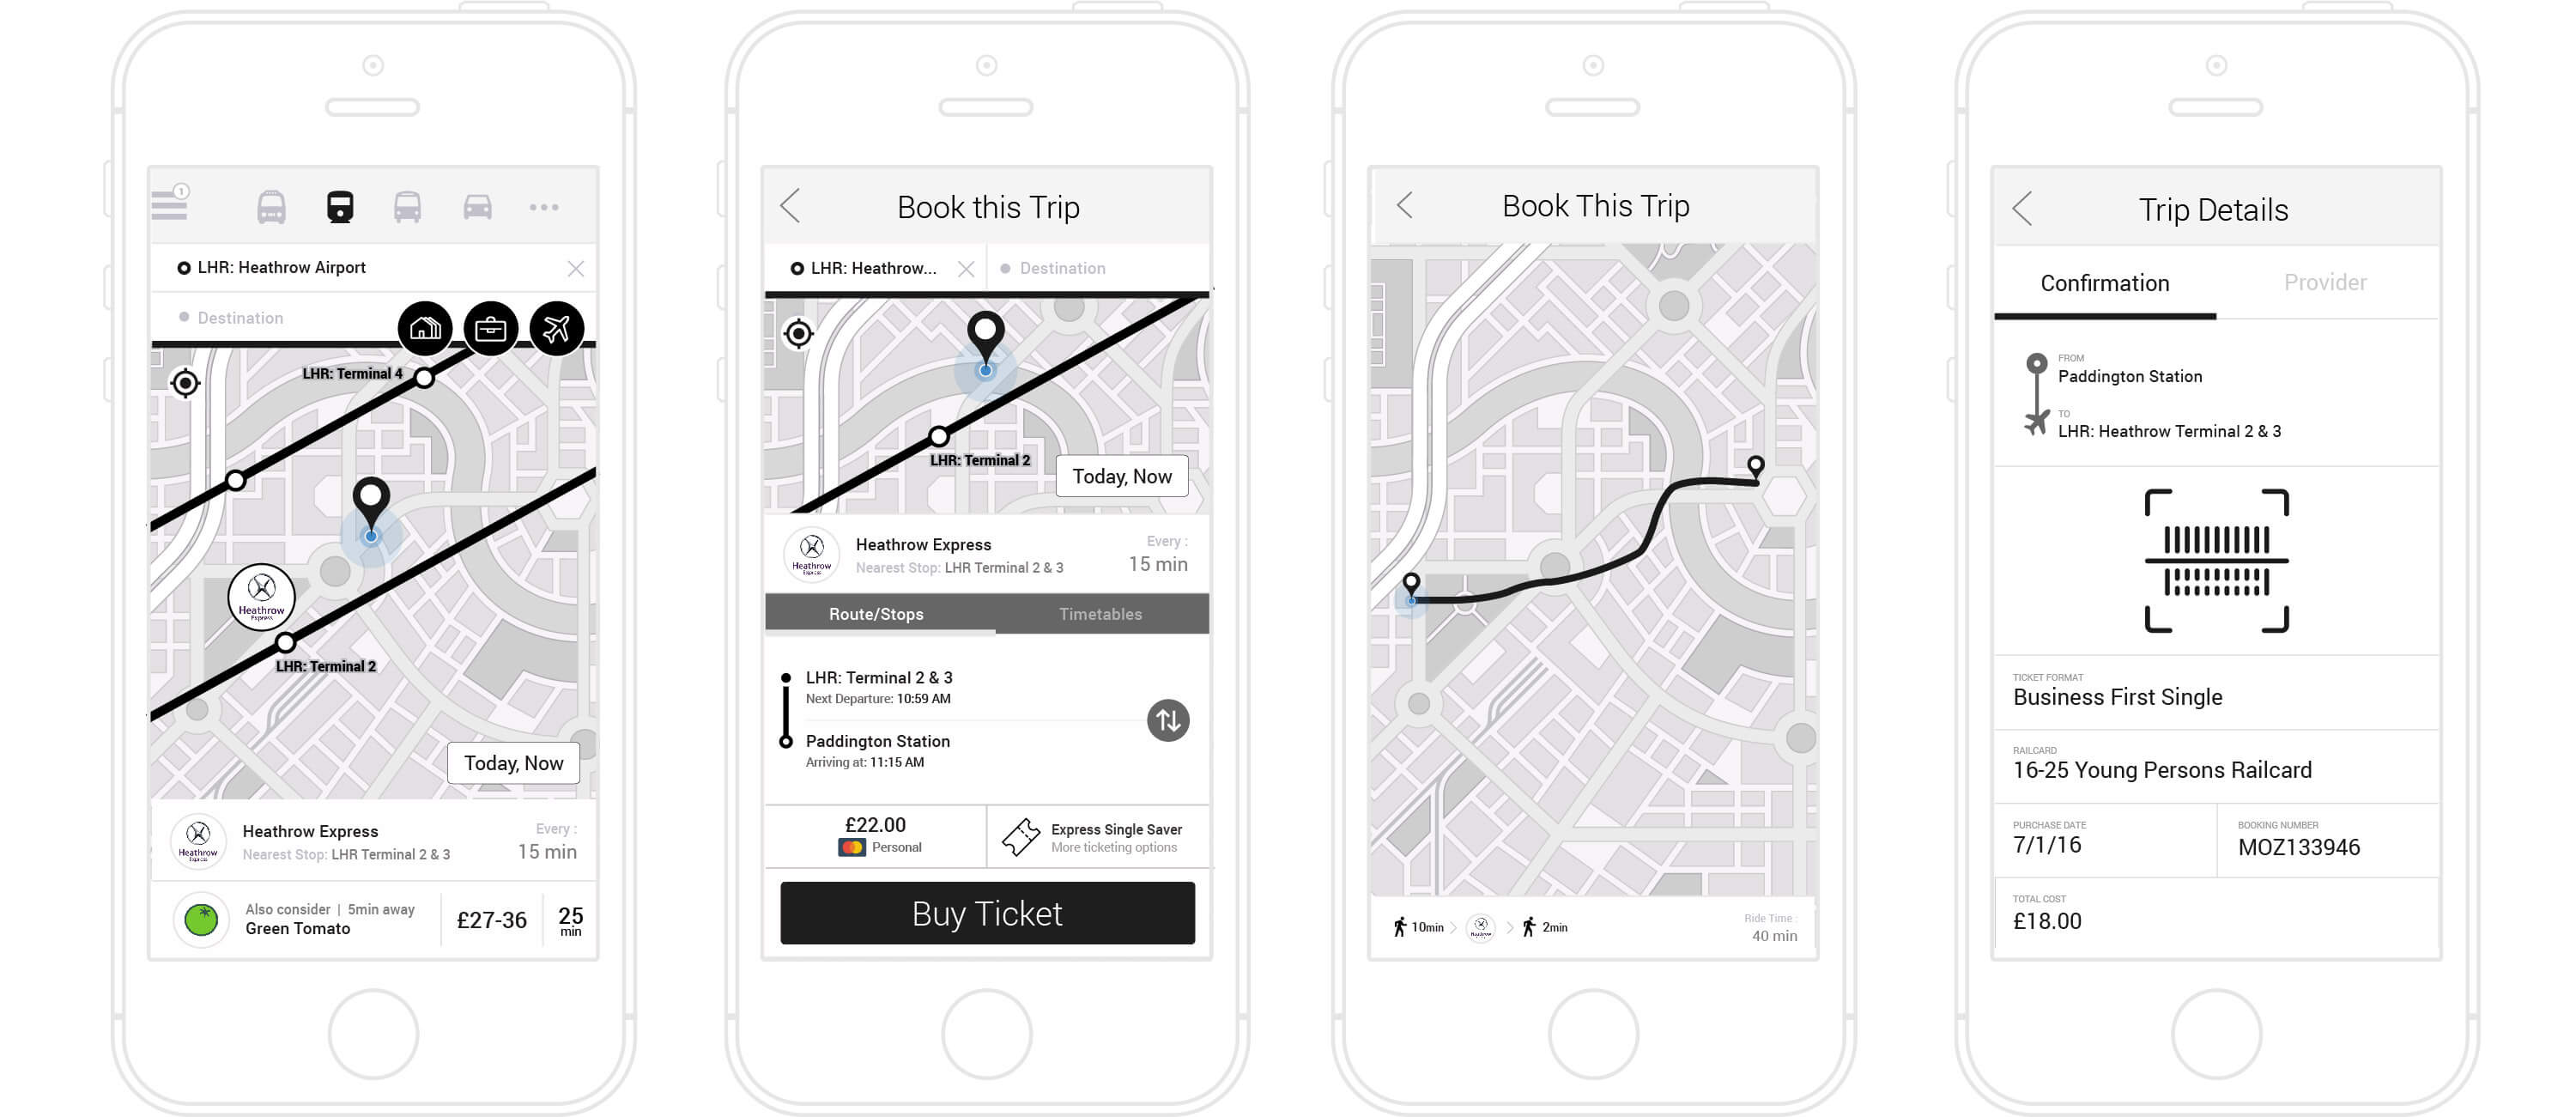 1
LHR: Heathrow Airport
Destination
LHR: Terminal 4
Heathrow
Express
LHR: Terminal 2
Today, Now
Heathrow
Express
Heathrow Express
Nearest Stop: LHR Terminal 2 & 3
Every :
15 min
Also consider | 5min away
Green Tomato
£27-36
25
min
Book this Trip
LHR: Heathrow...
Destination
LHR: Terminal 2
Today, Now
Heathrow
Express
Heathrow Express
Nearest Stop: LHR Terminal 2 & 3
Every :
15 min
Route/Stops
Timetables
LHR: Terminal 2 & 3
Next Departure: 10:59 AM
Paddington Station
Arriving at: 11:15 AM
£22.00
Personal
Express Single Saver
More ticketing options
Buy Ticket
Book This Trip
10min
2min
Ride Time :
40 min
Trip Details
Confirmation
Provider
FROM
Paddington Station
TO
LHR: Heathrow Terminal 2 & 3
TICKET FORMAT
Business First Single
RAILCARD
16-25 Young Persons Railcard
PURCHASE DATE
7/1/16
BOOKING NUMBER
MOZ133946
TOTAL COST
£18.00